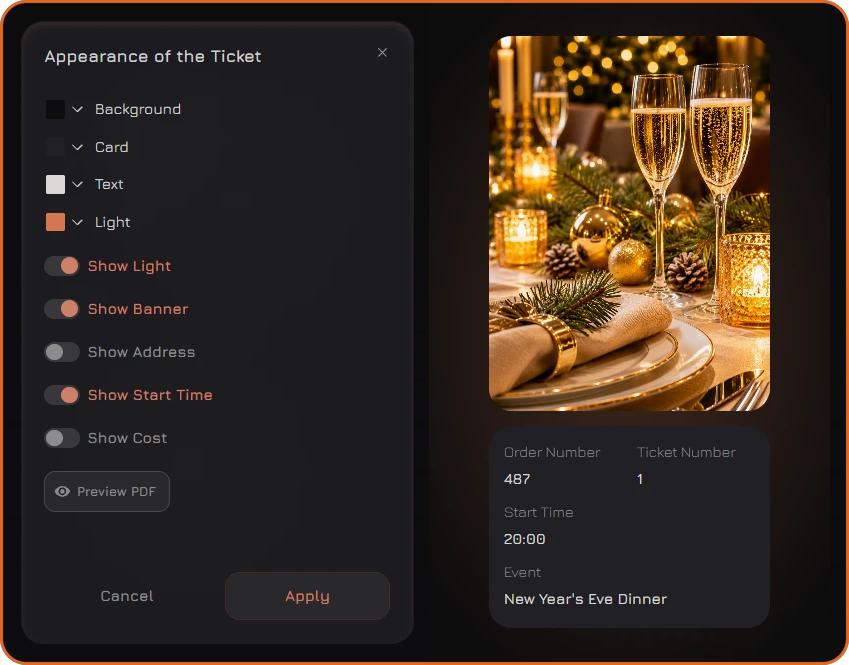 Appearance of the Ticket
Background
Card
Text
Light
Show Light
Show Banner
Show Address
Show Start Time
Show Cost
Preview PDF
Cancel
Apply
Order Number
Ticket Number
487
1
Start Time
20:00
Event
New Year's Eve Dinner